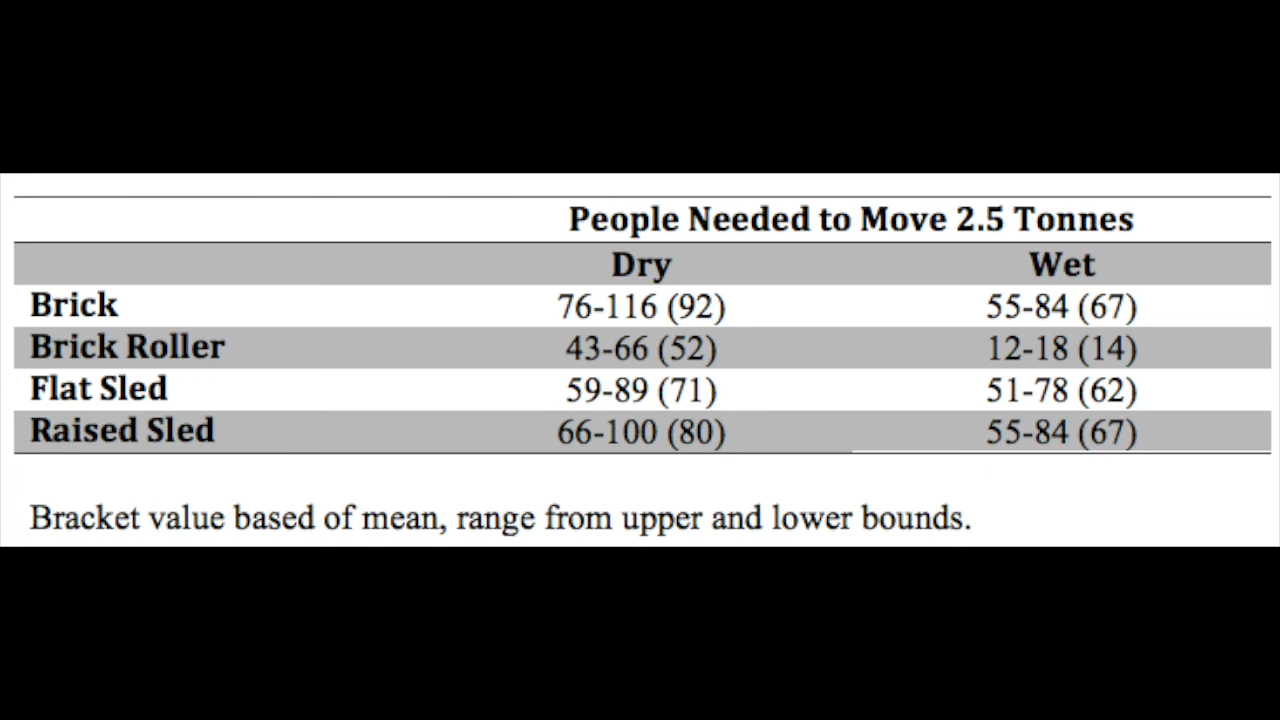 People Needed to Move 2.5 Tonnes
Dry Wet
Brick 76-116 (92) 55-84 (67)
Brick Roller 43-66 (52) 12-18 (14)
Flat Sled 59-89 (71) 51-78 (62)
Raised Sled 66-100 (80) 55-84 (67)
Bracket value based of mean, range from upper and lower bounds.